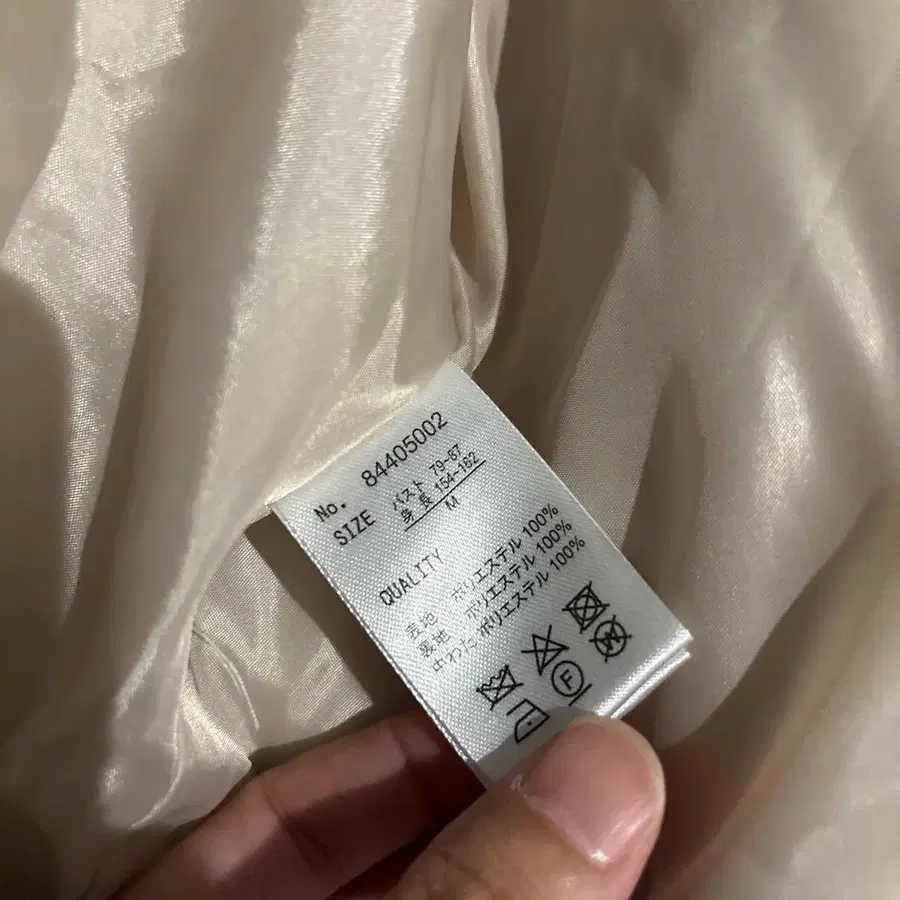 No. 84405002
SIZE バスト 79-87
身長 154-162
M
QUALITY
表地 ポリエステル 100%
裏地 ポリエステル 100%
中わた ポリエステル 100%
F
W